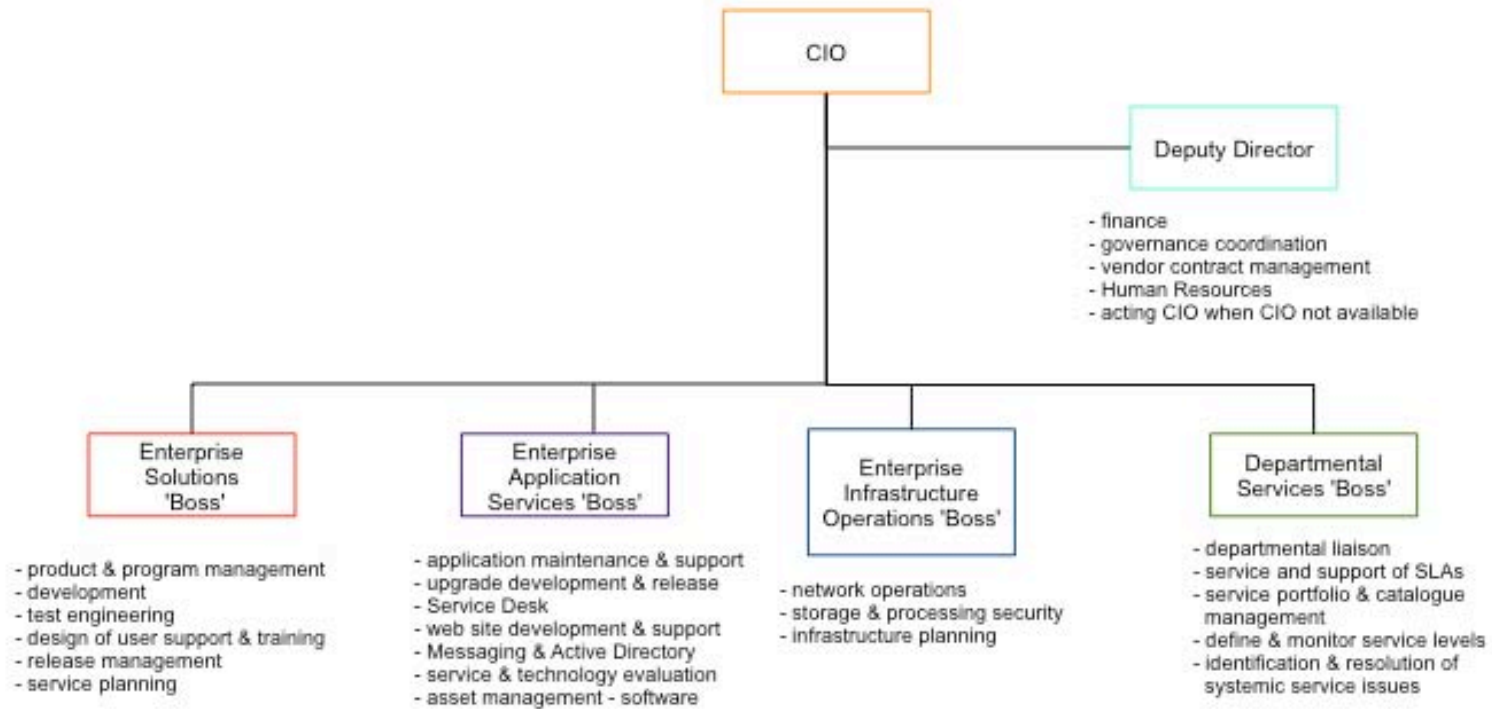 CIO
Deputy Director
- finance
- governance coordination
- vendor contract management
- Human Resources
- acting CIO when CIO not available
Enterprise
Solutions
'Boss'
- product & program management
- development
- test engineering
- design of user support & training
- release management
- service planning
Enterprise
Application
Services 'Boss'
- application maintenance & support
- upgrade development & release
- Service Desk
- web site development & support
- Messaging & Active Directory
- service & technology evaluation
- asset management - software
Enterprise
Infrastructure
Operations 'Boss'
- network operations
- storage & processing security
- infrastructure planning
Departmental
Services 'Boss'
- departmental liaison
- service and support of SLAs
- service portfolio & catalogue
management
- define & monitor service levels
- identification & resolution of
systemic service issues